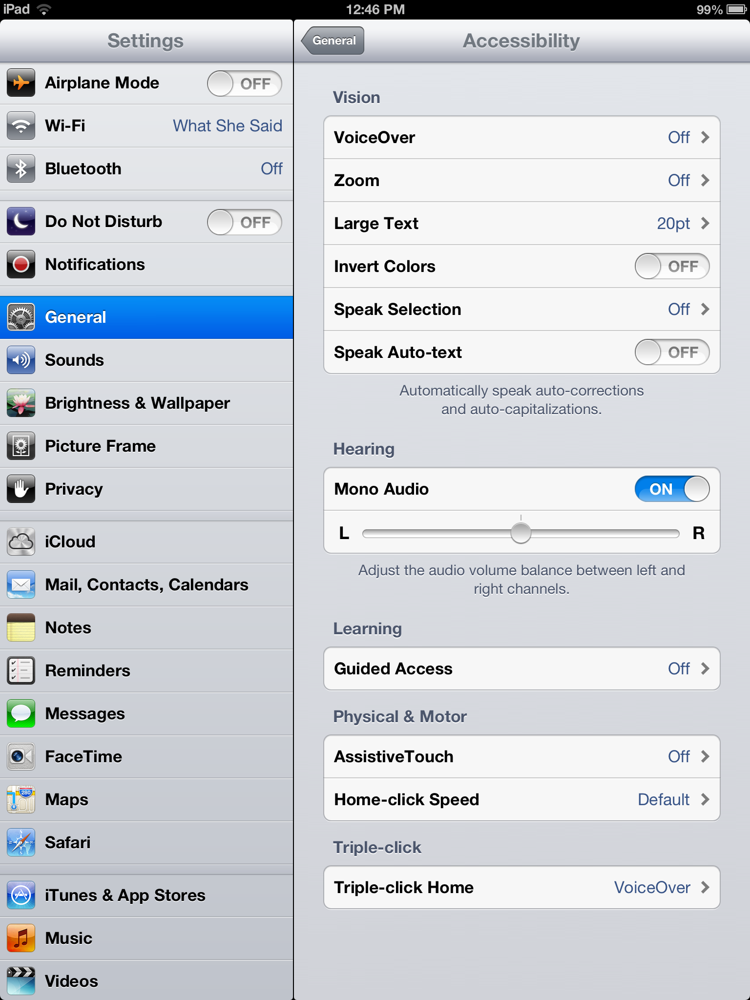 iPad
12:46 PM
99%
Settings
Airplane Mode OFF
Wi-Fi What She Said
Bluetooth Off
Do Not Disturb OFF
Notifications
General
Sounds
Brightness & Wallpaper
Picture Frame
Privacy
iCloud
Mail, Contacts, Calendars
Notes
Reminders
Messages
FaceTime
280
Maps
N
S
Safari
iTunes & App Stores
Music
Videos
General
Accessibility
Vision
VoiceOver Off
Zoom Off
Large Text 20pt
Invert Colors OFF
Speak Selection Off
Speak Auto-text OFF
Automatically speak auto-corrections
and auto-capitalizations.
Hearing
Mono Audio ON
L R
Adjust the audio volume balance between left and
right channels.
Learning
Guided Access Off
Physical & Motor
AssistiveTouch Off
Home-click Speed Default
Triple-click
Triple-click Home VoiceOver